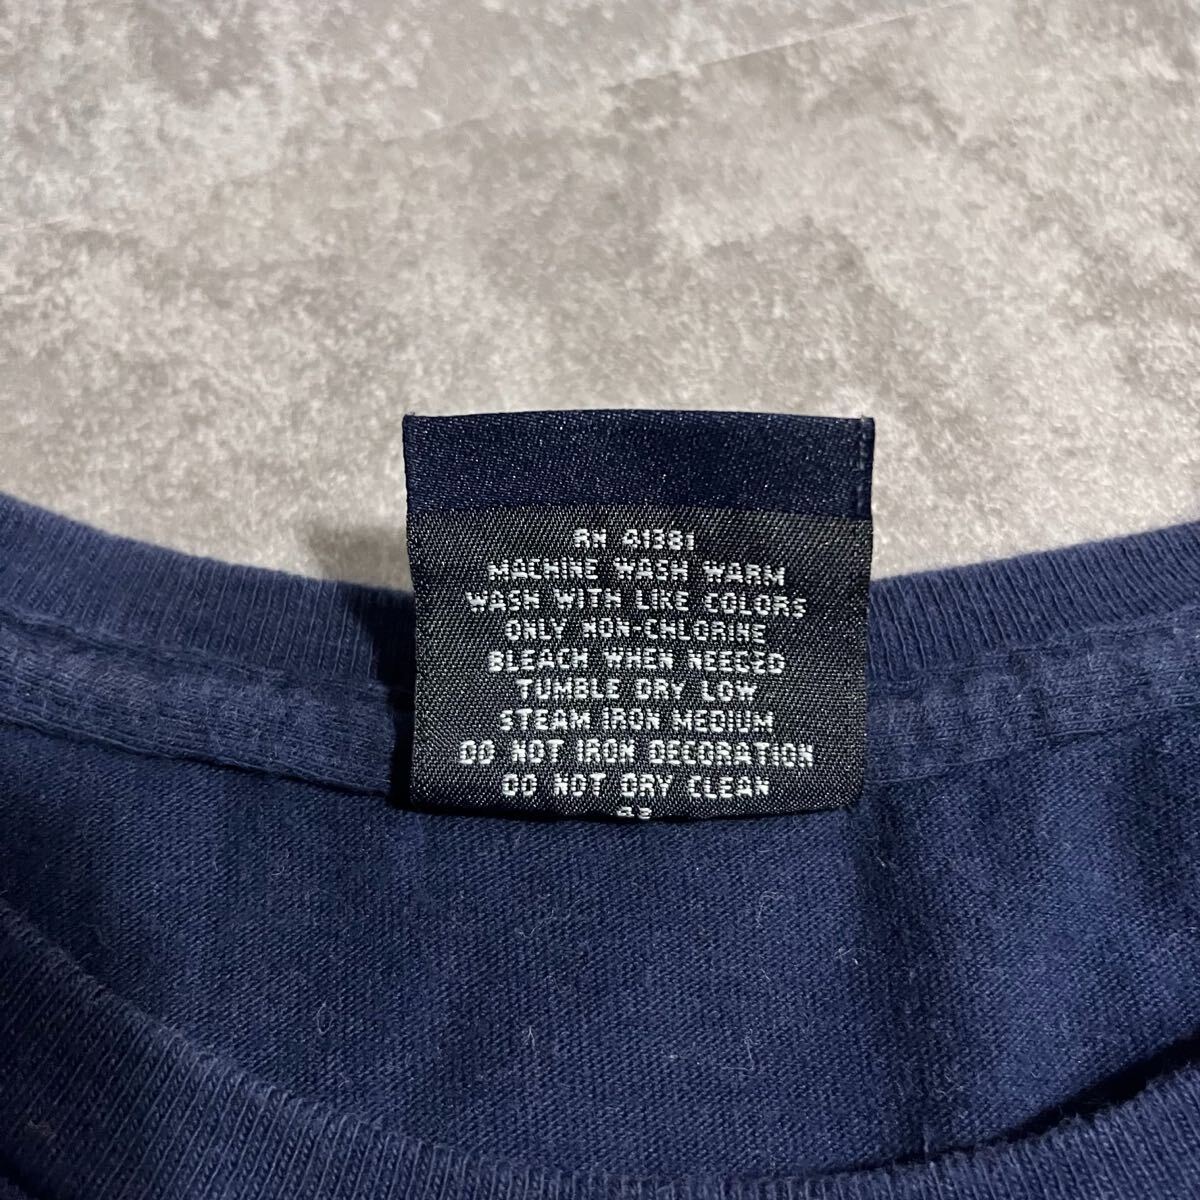 RN 41381
MACHINE WASH WARM
WASH WITH LIKE COLORS
ONLY NON-CHLORINE
BLEACH WHEN NEEDED
TUMBLE DRY LOW
STEAM IRON MEDIUM
DO NOT IRON DECORATION
DO NOT DRY CLEAN